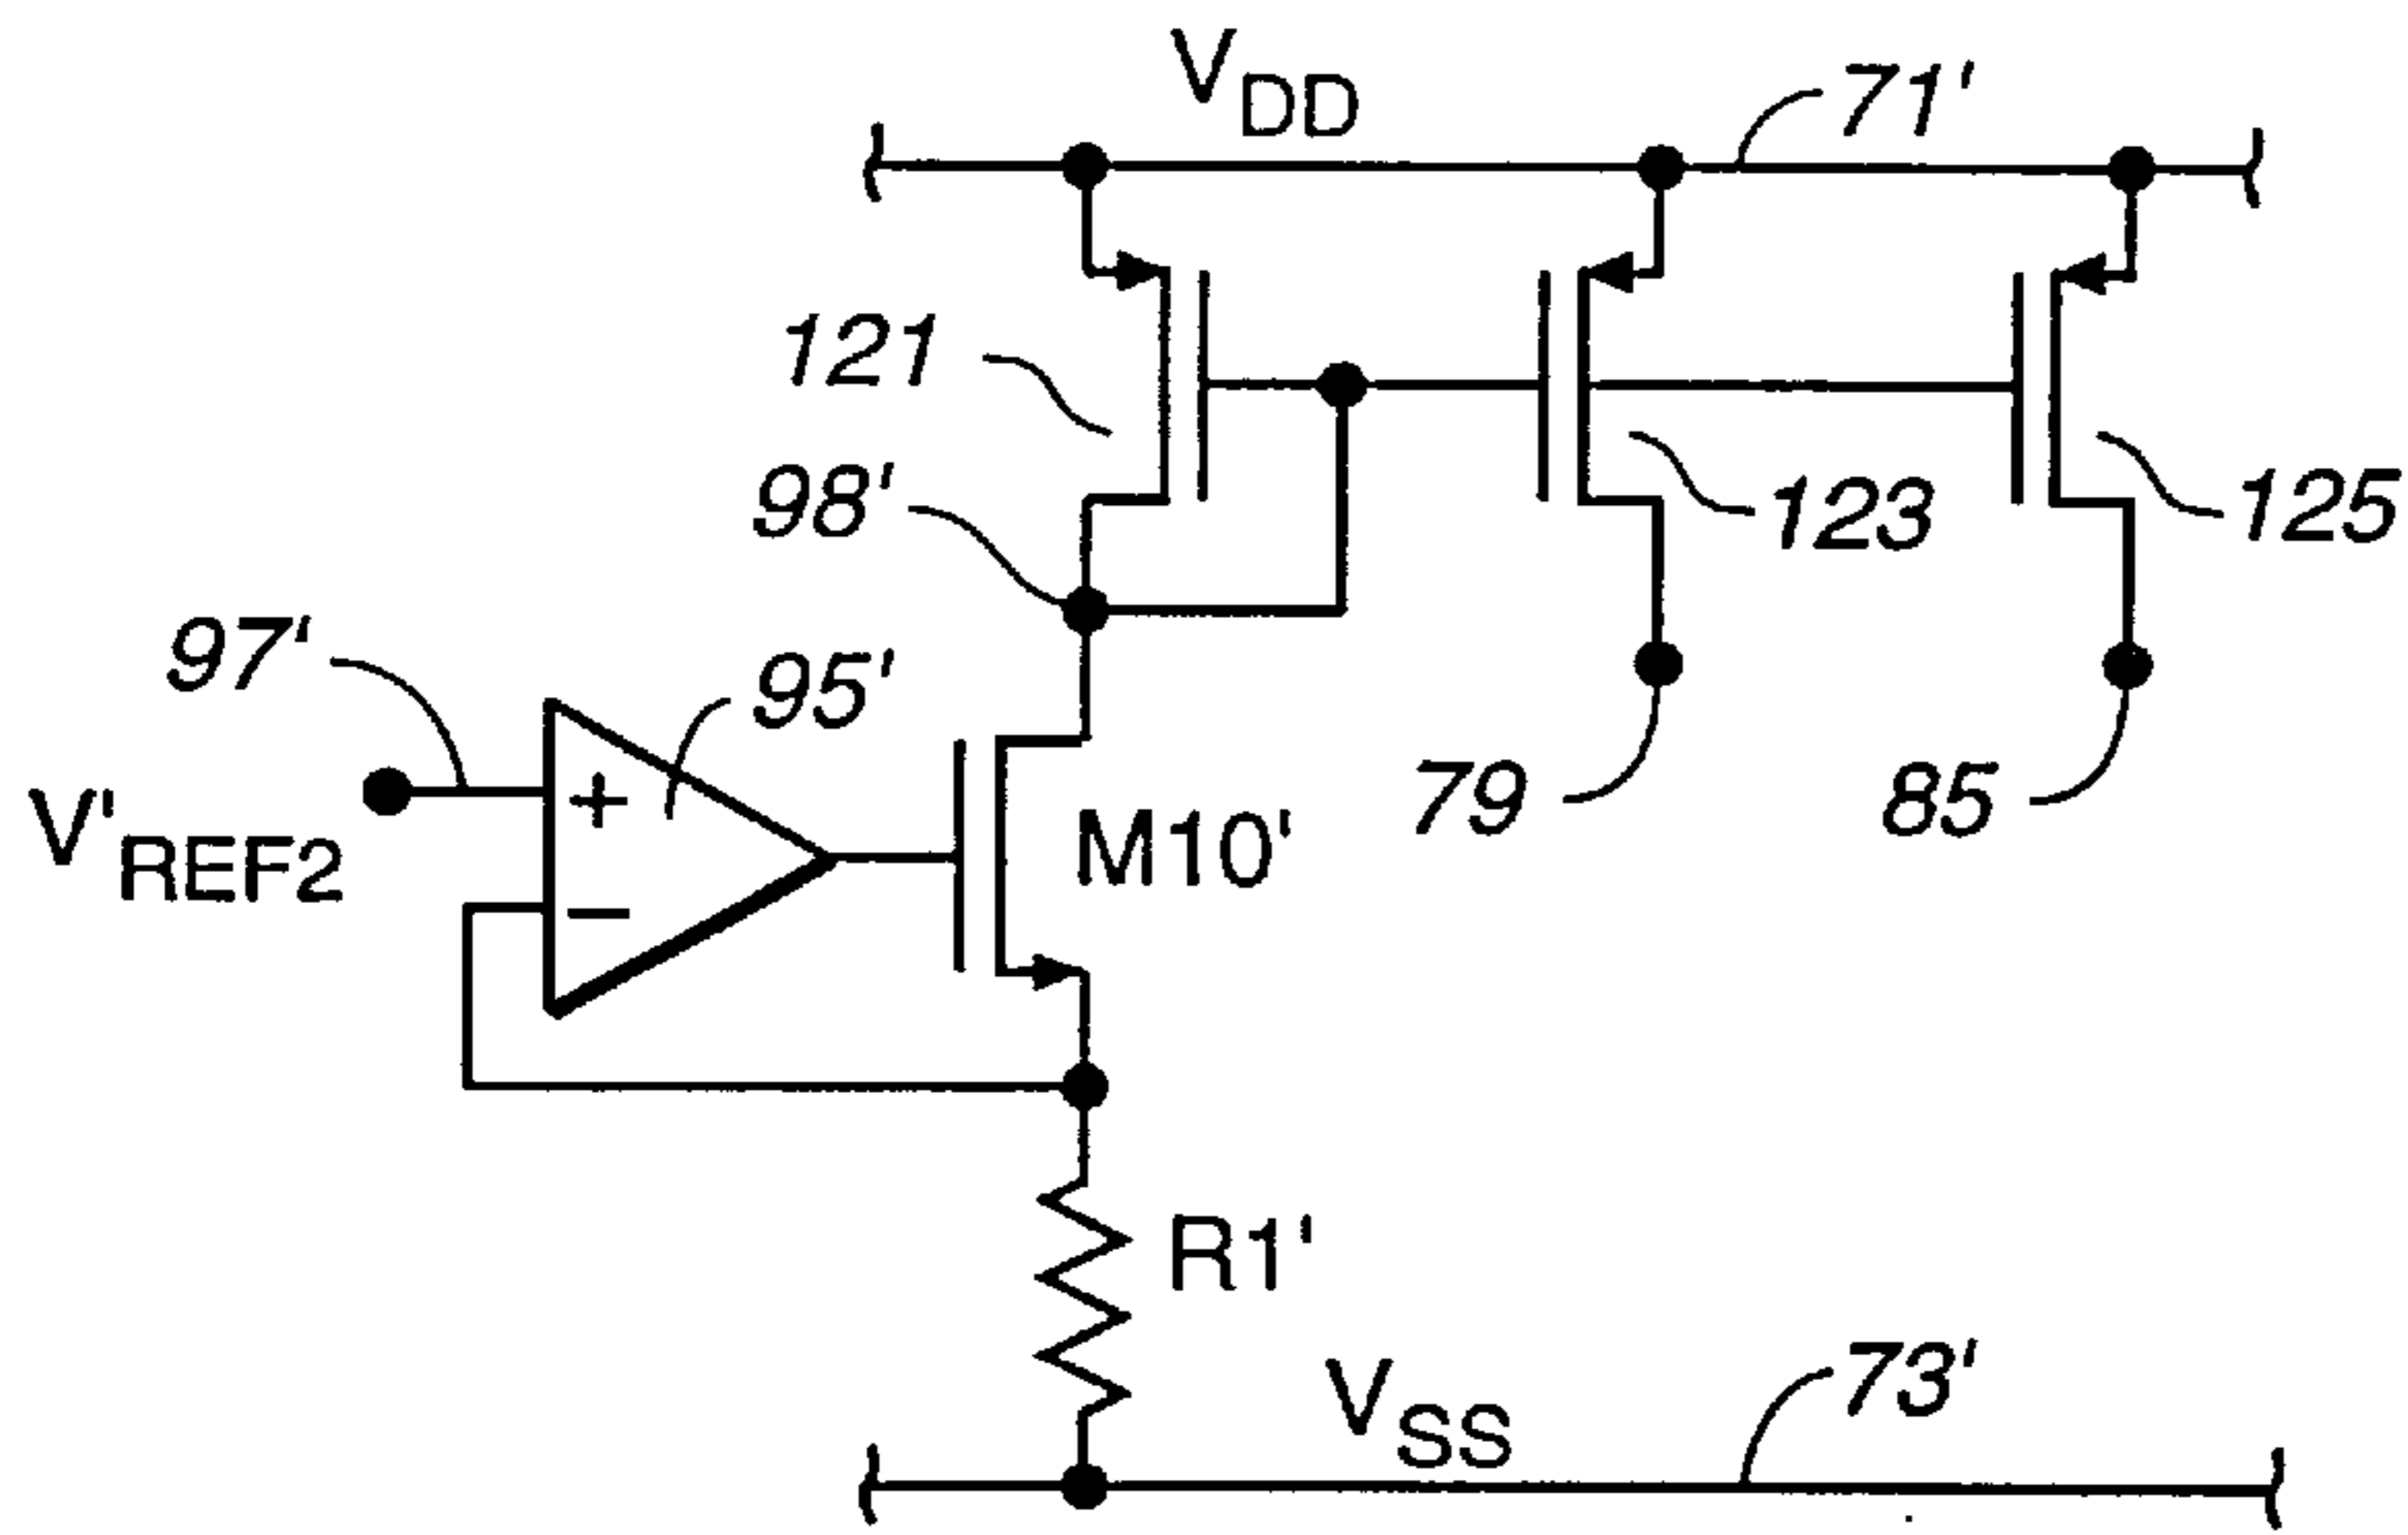 VDD
71'
121
98'
123
125
97'
95'
V'REF2
+
−
M10'
79
85
R1'
VSS
73'